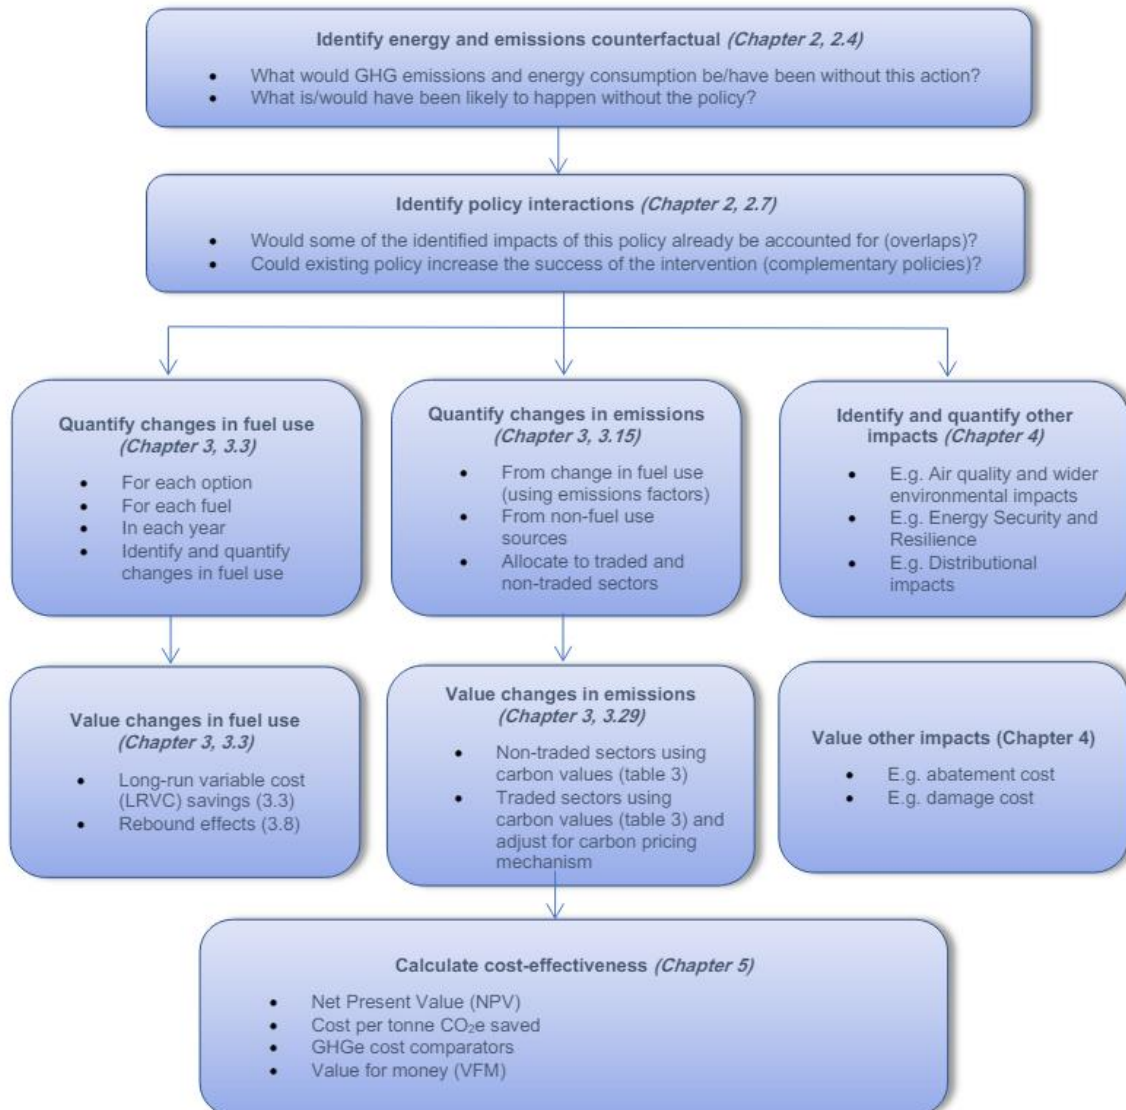 Identify energy and emissions counterfactual (Chapter 2, 2.4)
• What would GHG emissions and energy consumption be/have been without this action?
• What is/would have been likely to happen without the policy?
Identify policy interactions (Chapter 2, 2.7)
• Would some of the identified impacts of this policy already be accounted for (overlaps)?
• Could existing policy increase the success of the intervention (complementary policies)?
Quantify changes in fuel use
(Chapter 3, 3.3)
• For each option
• For each fuel
• In each year
• Identify and quantify
changes in fuel use
Quantify changes in emissions
(Chapter 3, 3.15)
• From change in fuel use
(using emissions factors)
• From non-fuel use
sources
• Allocate to traded and
non-traded sectors
Identify and quantify other
impacts (Chapter 4)
• E.g. Air quality and wider
environmental impacts
• E.g. Energy Security and
Resilience
• E.g. Distributional
impacts
Value changes in fuel use
(Chapter 3, 3.3)
• Long-run variable cost
(LRVC) savings (3.3)
• Rebound effects (3.8)
Value changes in emissions
(Chapter 3, 3.29)
• Non-traded sectors using
carbon values (table 3)
• Traded sectors using
carbon values (table 3) and
adjust for carbon pricing
mechanism
Value other impacts (Chapter 4)
• E.g. abatement cost
• E.g. damage cost
Calculate cost-effectiveness (Chapter 5)
• Net Present Value (NPV)
• Cost per tonne CO₂e saved
• GHGe cost comparators
• Value for money (VFM)